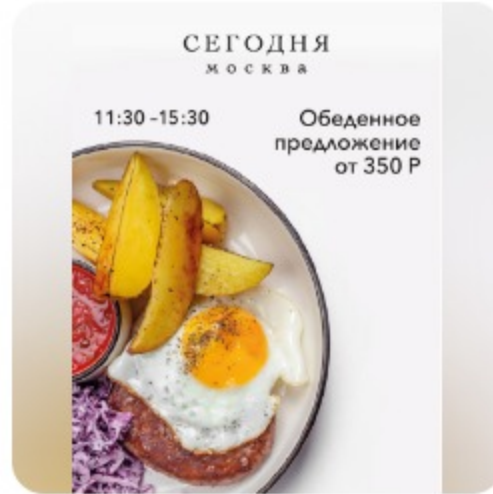 СЕГОДНЯ
москва
11:30 -15:30
Обеденное
предложение
от 350 Р